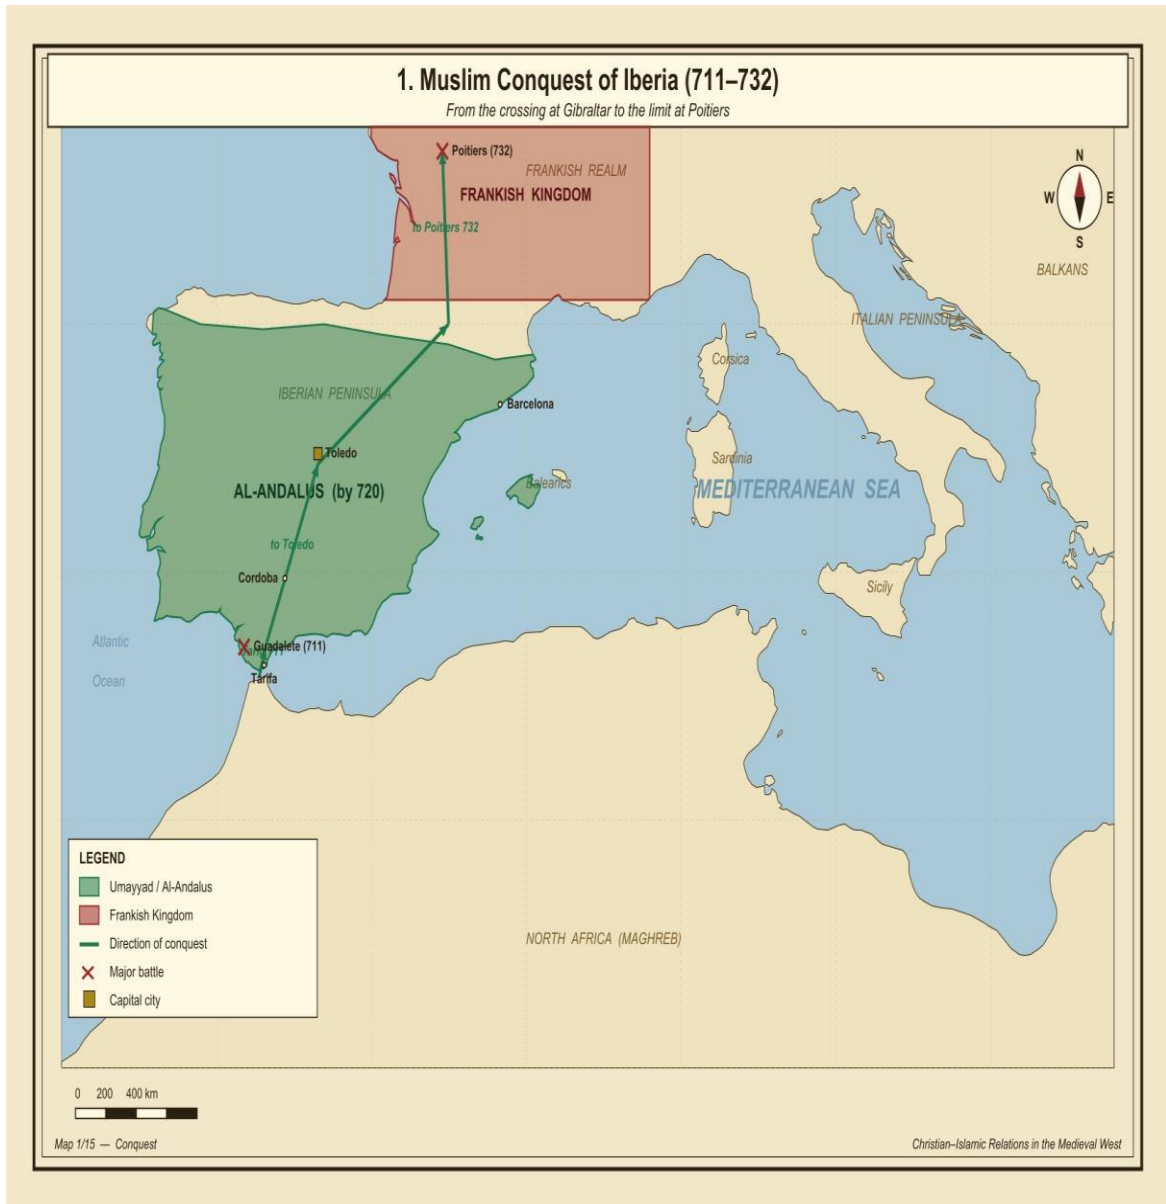 1. Muslim Conquest of Iberia (711–732)
From the crossing at Gibraltar to the limit at Poitiers
N
W E
S
Poitiers (732)
FRANKISH REALM
FRANKISH KINGDOM
to Poitiers 732
BALKANS
ITALIAN PENINSULA
Corsica
IBERIAN PENINSULA
Barcelona
Toledo
Sardinia
AL-ANDALUS (by 720)
Balearics
MEDITERRANEAN SEA
to Toledo
Cordoba
Sicily
Atlantic
Ocean
Guadalete (711)
Tarifa
NORTH AFRICA (MAGHREB)
LEGEND
Umayyad / Al-Andalus
Frankish Kingdom
Direction of conquest
Major battle
Capital city
0 200 400 km
Map 1/15 — Conquest
Christian–Islamic Relations in the Medieval West